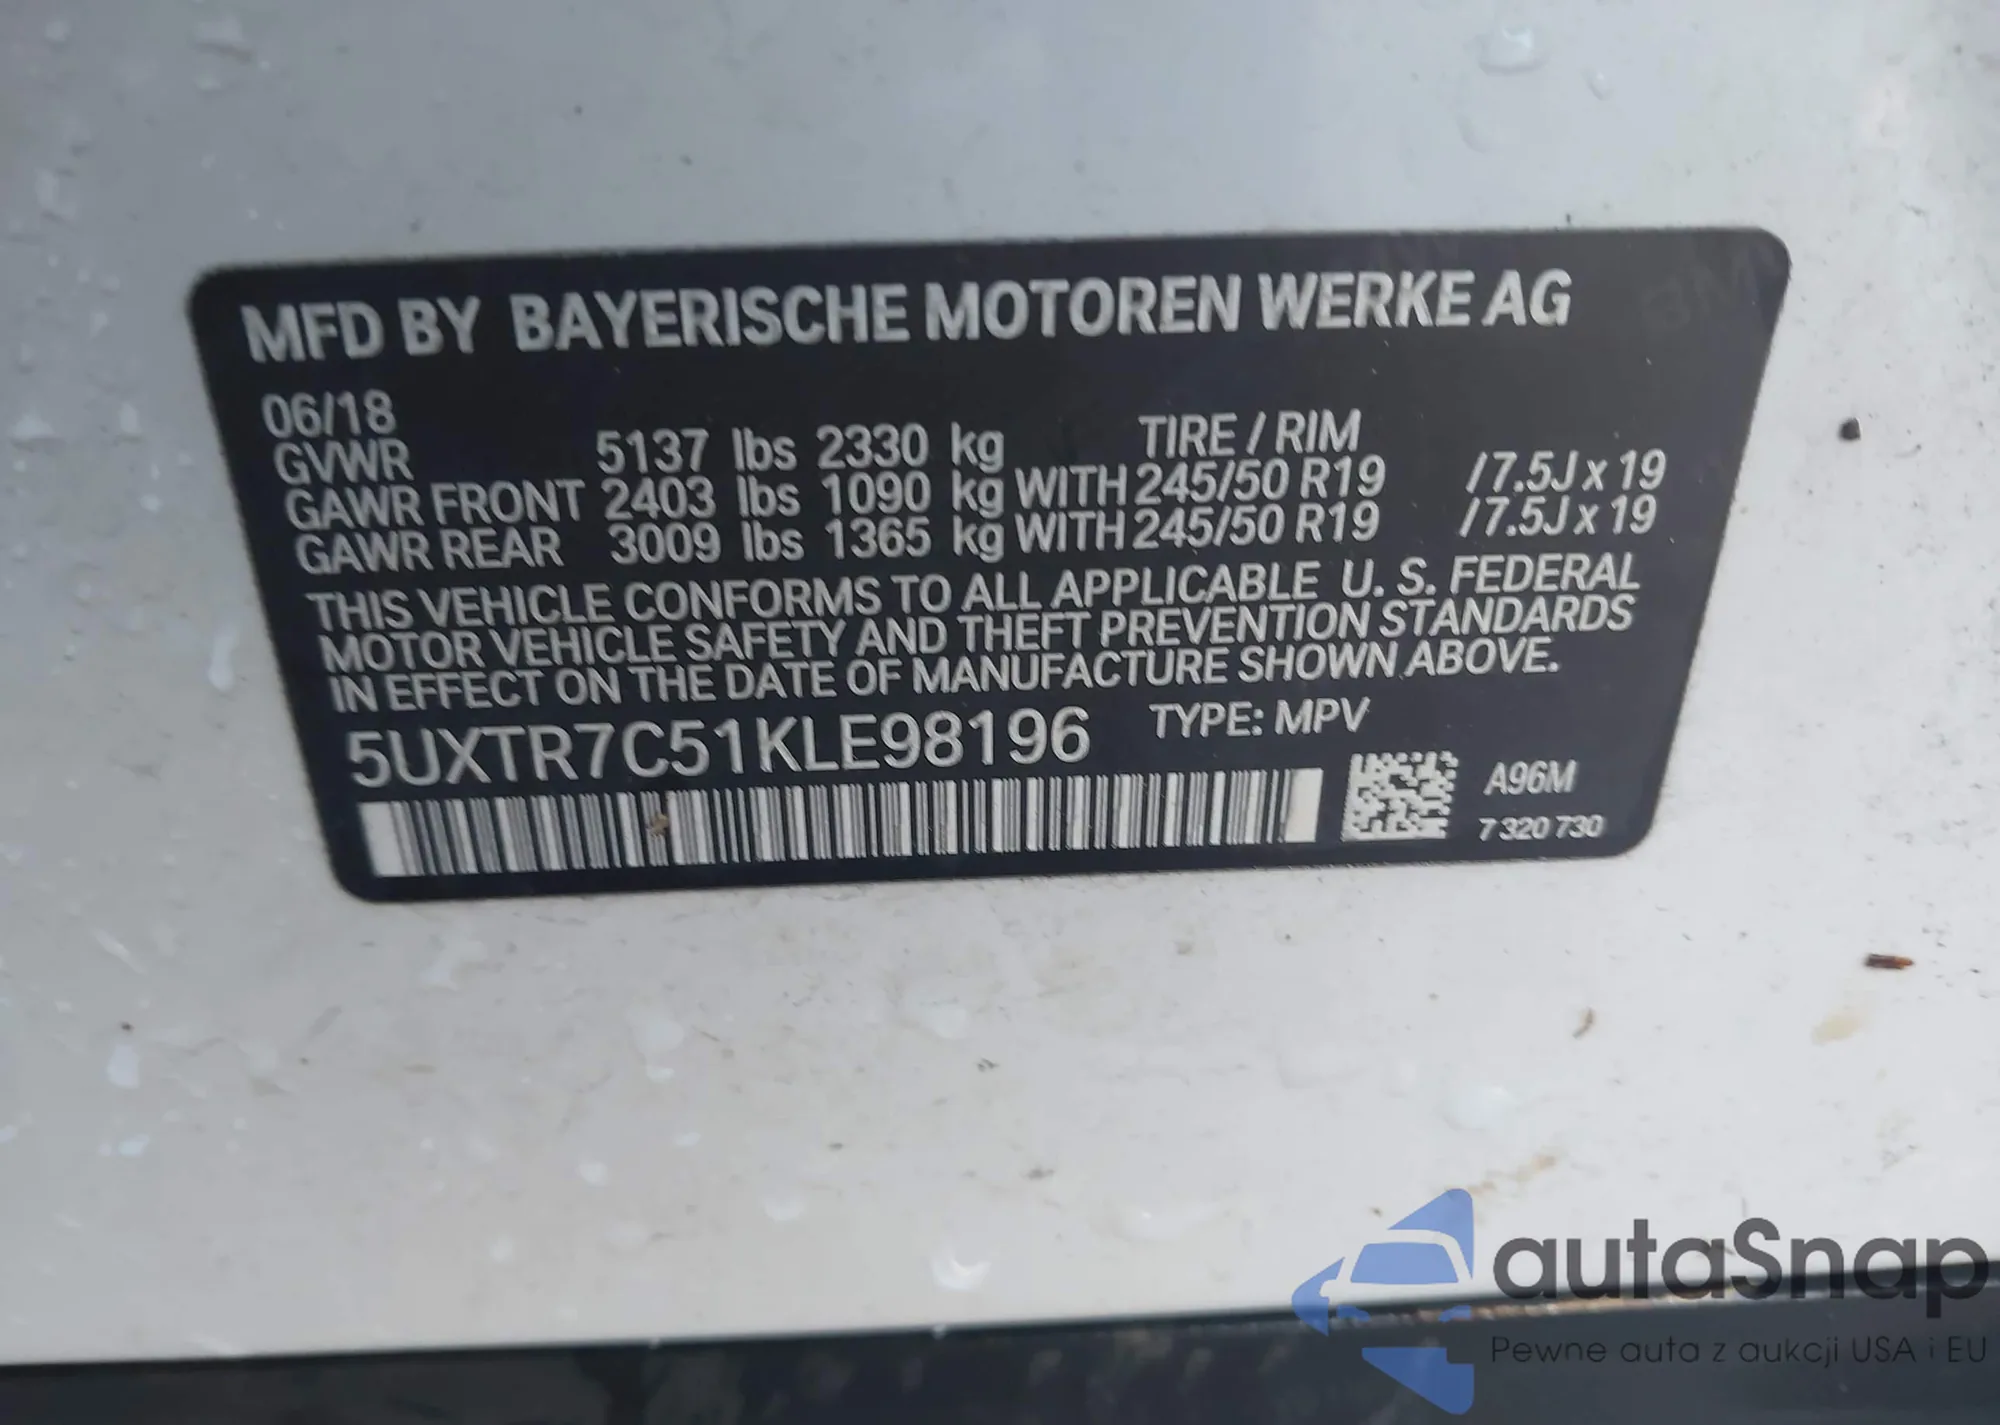 MFD BY BAYERISCHE MOTOREN WERKE AG
06/18
TIRE / RIM
GVWR 5137 lbs 2330 kg
GAWR FRONT 2403 lbs 1090 kg WITH 245/50 R19 /7.5J x 19
GAWR REAR 3009 lbs 1365 kg WITH 245/50 R19 /7.5J x 19
THIS VEHICLE CONFORMS TO ALL APPLICABLE U. S. FEDERAL
MOTOR VEHICLE SAFETY AND THEFT PREVENTION STANDARDS
IN EFFECT ON THE DATE OF MANUFACTURE SHOWN ABOVE.
5UXTR7C51KLE98196 TYPE: MPV
A96M
7 320 730
autaSnap
Pewne auta z aukcji USA i EU